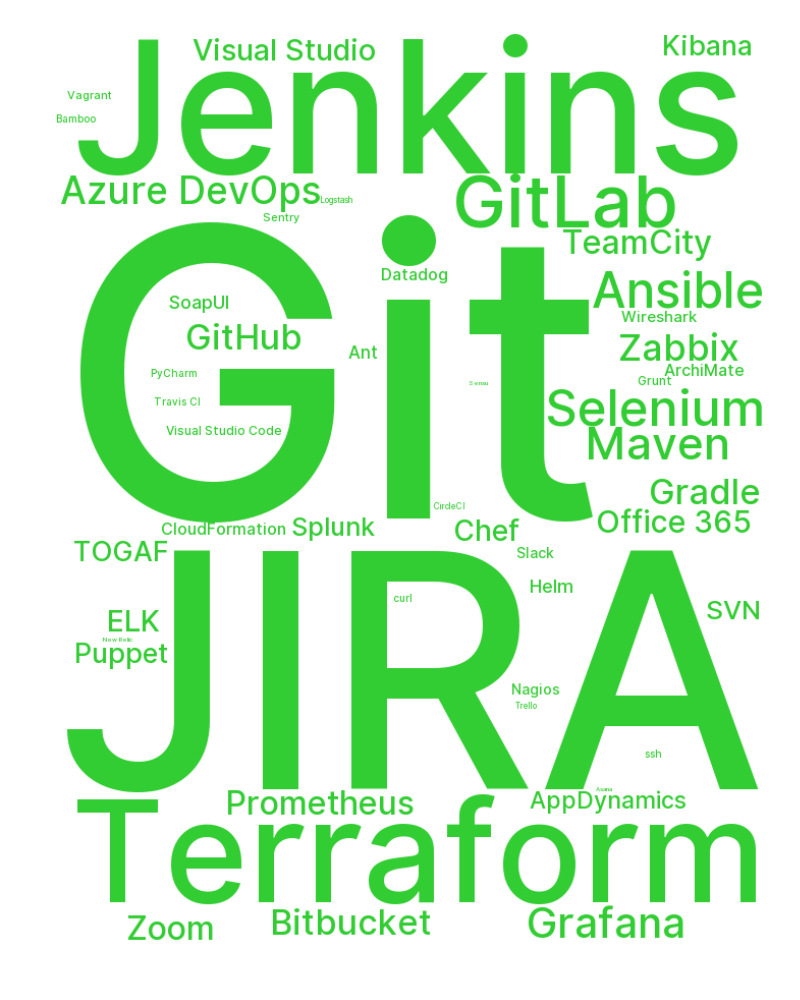 Jenkins
Visual Studio
Kibana
Vagrant
Bamboo
Azure DevOps
Logstash
GitLab
Sentry
TeamCity
Git
Datadog
Ansible
SoapUI
Wireshark
GitHub
Ant
Zabbix
ArchiMate
PyCharm
Grunt
Sensu
Travis CI
Selenium
Visual Studio Code
Maven
Gradle
CircleCI
Office 365
CloudFormation
Splunk
Chef
TOGAF
Slack
JIRA
Helm
curl
SVN
ELK
New Relic
Puppet
Nagios
Trello
ssh
Asana
Prometheus
AppDynamics
Terraform
Zoom
Bitbucket
Grafana